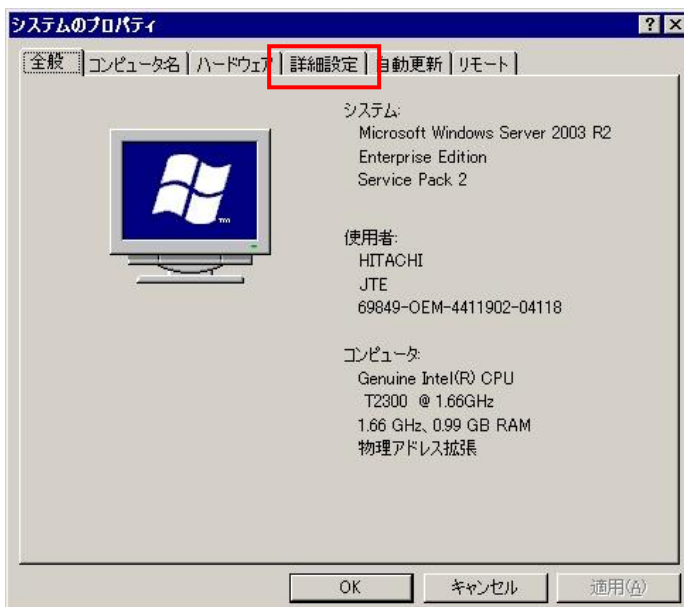 システムのプロパティ
全般 コンピュータ名 ハードウェア 詳細設定 自動更新 リモート
システム:
Microsoft Windows Server 2003 R2
Enterprise Edition
Service Pack 2
使用者:
HITACHI
JTE
69849-OEM-4411902-04118
コンピュータ:
Genuine Intel(R) CPU
T2300 @ 1.66GHz
1.66 GHz、0.99 GB RAM
物理アドレス拡張
OK キャンセル 適用(A)